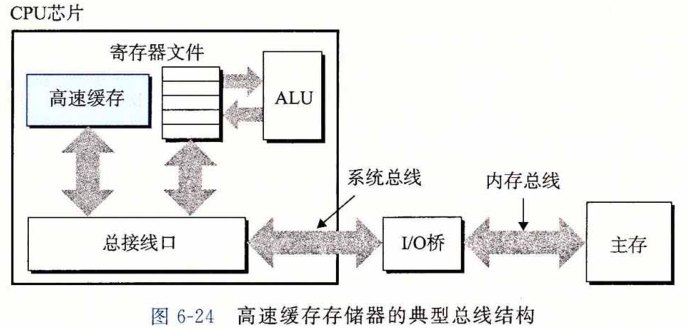 CPU芯片
寄存器文件
高速缓存
ALU
系统总线
内存总线
总接线口
I/O桥
主存
图 6-24 高速缓存存储器的典型总线结构